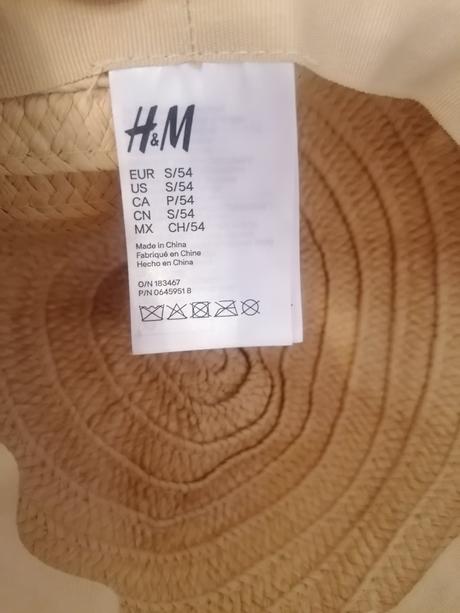 H&M
EUR S/54
US S/54
CA P/54
CN S/54
MX CH/54
Made in China
Fabriqué en Chine
Hecho en China
O/N 183467
P/N 0645951 8